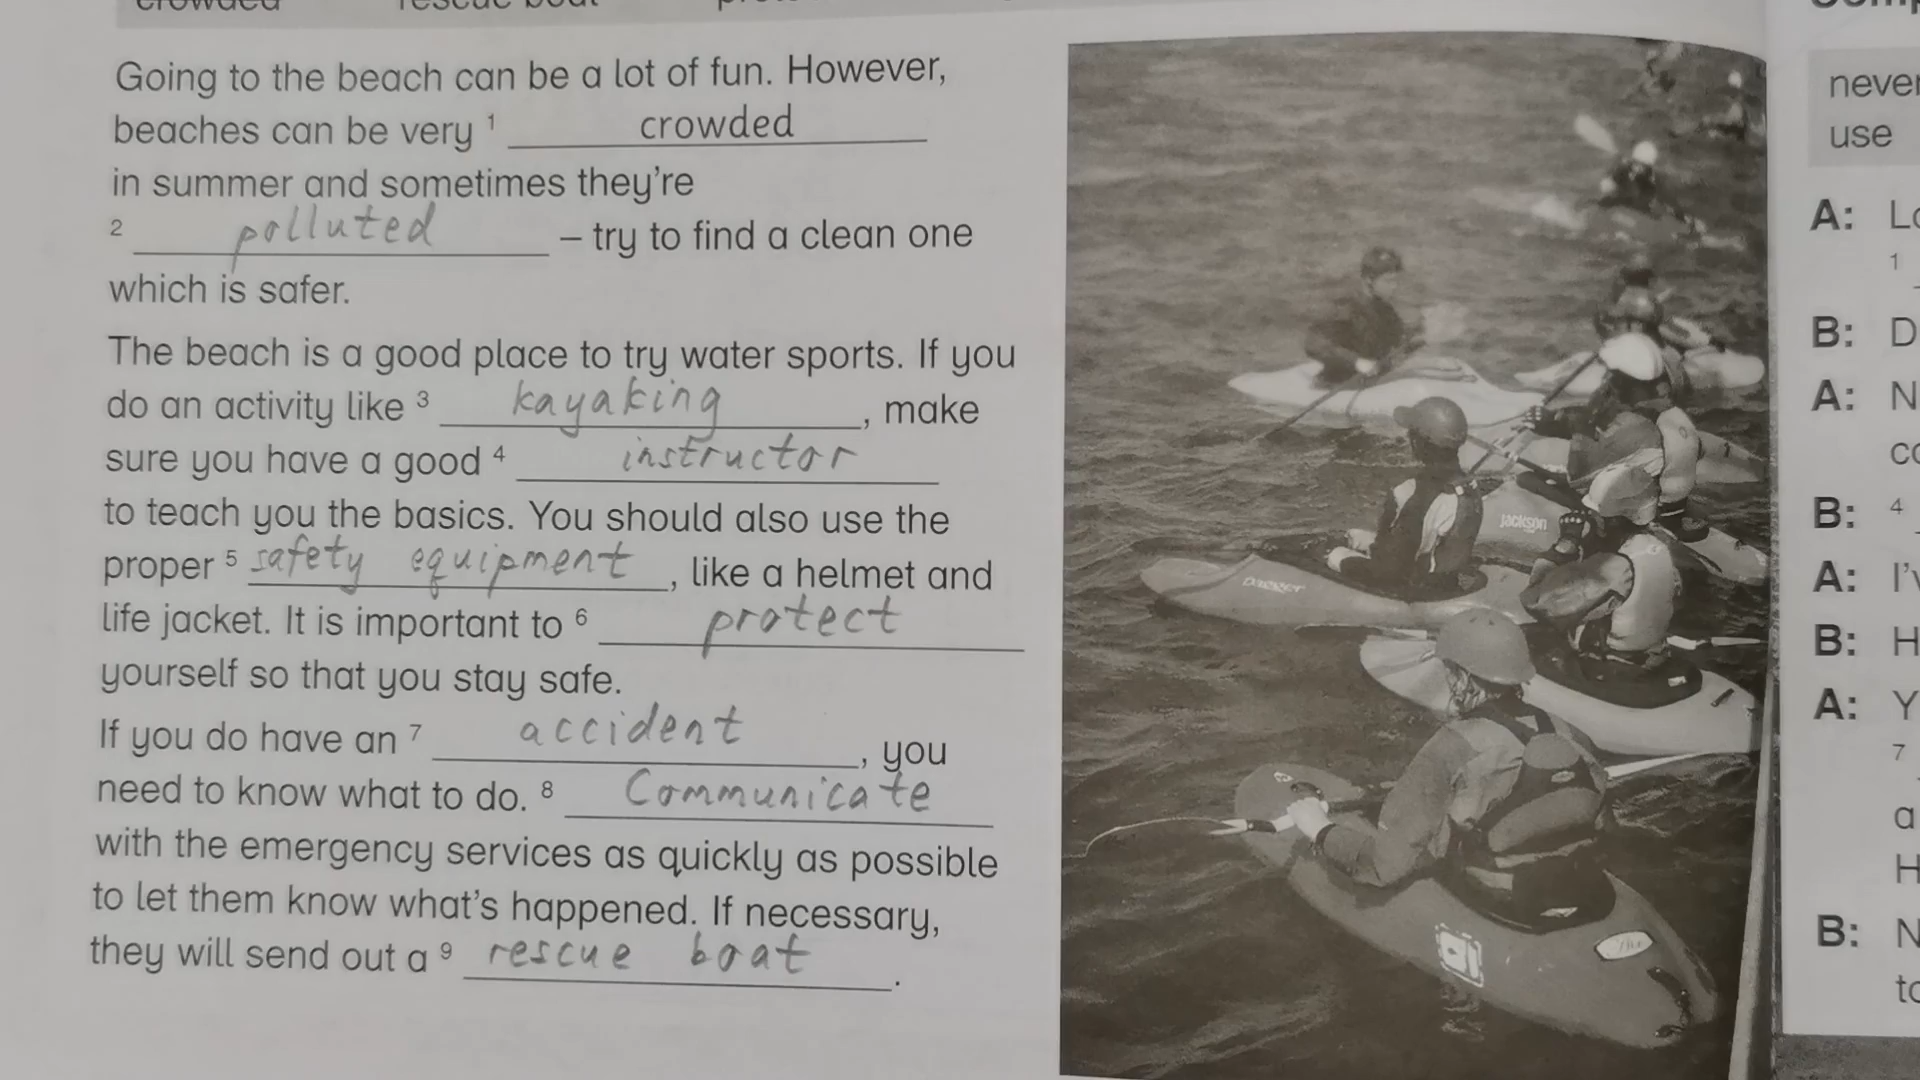 crowded rescue boat
Going to the beach can be a lot of fun. However,
beaches can be very 1 crowded
in summer and sometimes they're
2 polluted – try to find a clean one
which is safer.
The beach is a good place to try water sports. If you
do an activity like 3 kayaking, make
sure you have a good 4 instructor
to teach you the basics. You should also use the
proper 5 safety equipment, like a helmet and
life jacket. It is important to 6 protect
yourself so that you stay safe.
If you do have an 7 accident, you
need to know what to do. 8 Communicate
with the emergency services as quickly as possible
to let them know what's happened. If necessary,
they will send out a 9 rescue boat.
Jackson
never
use
A:
1
B:
A:
B: 4
A: I'v
B:
A:
7
B: